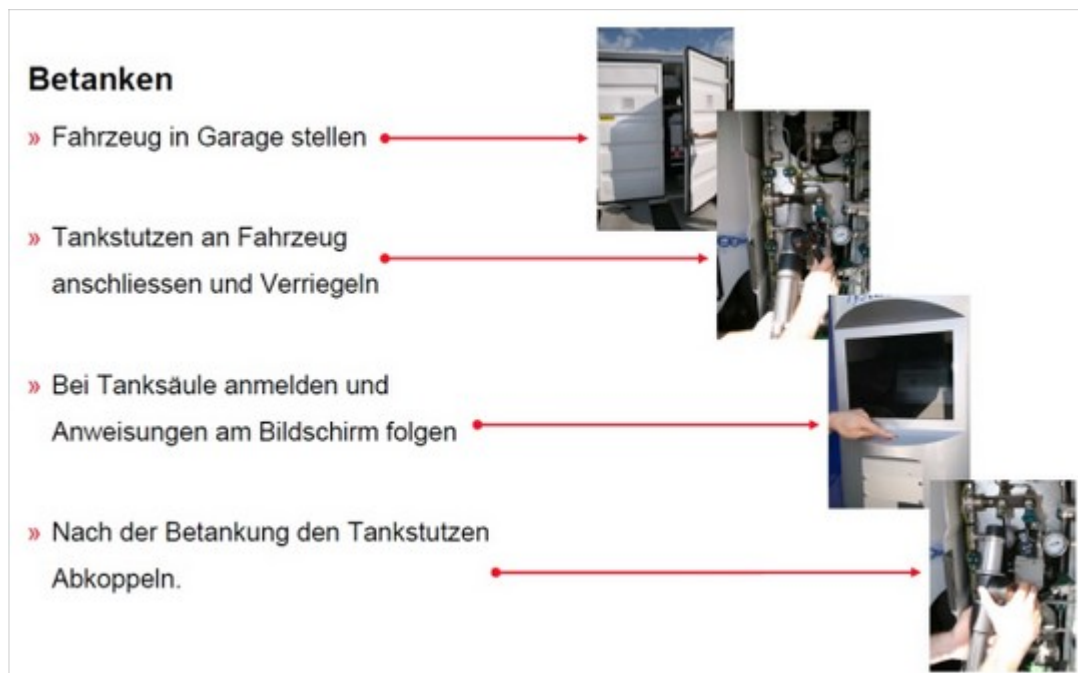 Betanken
» Fahrzeug in Garage stellen
» Tankstutzen an Fahrzeug
anschliessen und Verriegeln
» Bei Tanksäule anmelden und
Anweisungen am Bildschirm folgen
» Nach der Betankung den Tankstutzen
Abkoppeln.